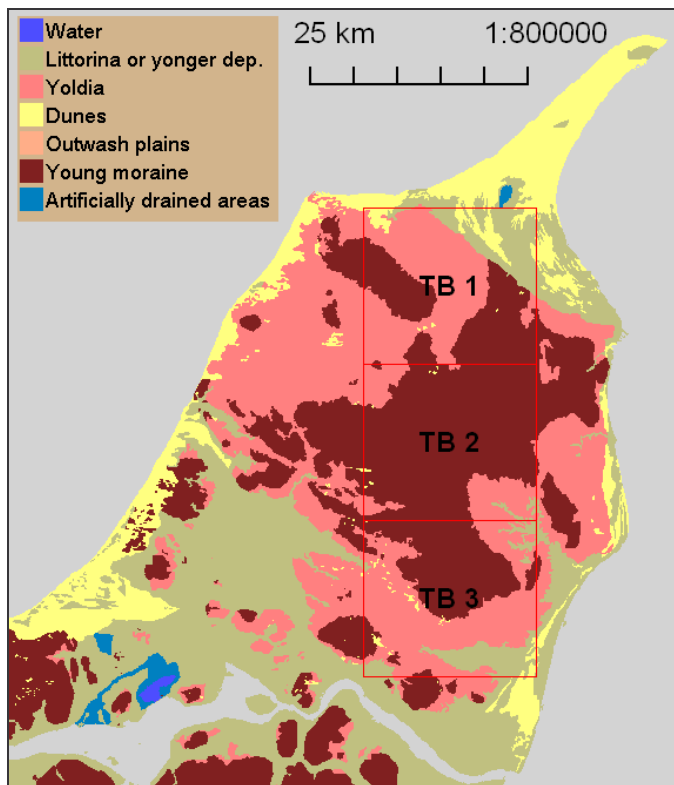 Water
Littorina or yonger dep.
Yoldia
Dunes
Outwash plains
Young moraine
Artificially drained areas
25 km 1:800000
TB 1
TB 2
TB 3